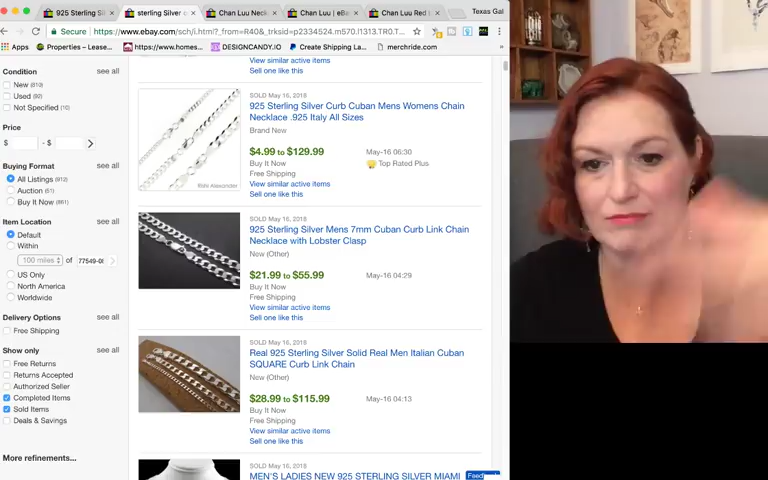 925 Sterling Sil
sterling Silver o
Chan Luu Neck
Chan Luu | eBa
Chan Luu Red t
Texas Gal
https://www.ebay.com/sch/i.html?_from=R40&_trksid=p2334524.m570.l1313.TR0.T
Apps
Properties – Lease...
https://www.homes...
DESIGNCANDY.IO
Create Shipping La...
merchride.com
Condition
see all
New (810)
Used (92)
Not Specified (10)
Price
$ - $
Buying Format
see all
All Listings (912)
Auction (51)
Buy It Now (861)
Item Location
see all
Default
Within
100 miles of
US Only
North America
Worldwide
Delivery Options
see all
Free Shipping
Show only
see all
Free Returns
Returns Accepted
Authorized Seller
Completed Items
Sold Items
Deals & Savings
More refinements...
View similar active items
Sell one like this
SOLD May 16, 2018
925 Sterling Silver Curb Cuban Mens Womens Chain
Necklace .925 Italy All Sizes
Brand New
$4.99 to $129.99
May-16 06:30
Buy It Now
Top Rated Plus
Free Shipping
View similar active items
Sell one like this
SOLD May 16, 2018
925 Sterling Silver Mens 7mm Cuban Curb Link Chain
Necklace with Lobster Clasp
New (Other)
$21.99 to $55.99
May-16 04:29
Buy It Now
Free Shipping
View similar active items
Sell one like this
SOLD May 16, 2018
Real 925 Sterling Silver Solid Real Men Italian Cuban
SQUARE Curb Link Chain
New (Other)
$28.99 to $115.99
May-16 04:13
Buy It Now
Free Shipping
View similar active items
Sell one like this
SOLD May 16, 2018
MEN'S LADIES NEW 925 STERLING SILVER MIAMI